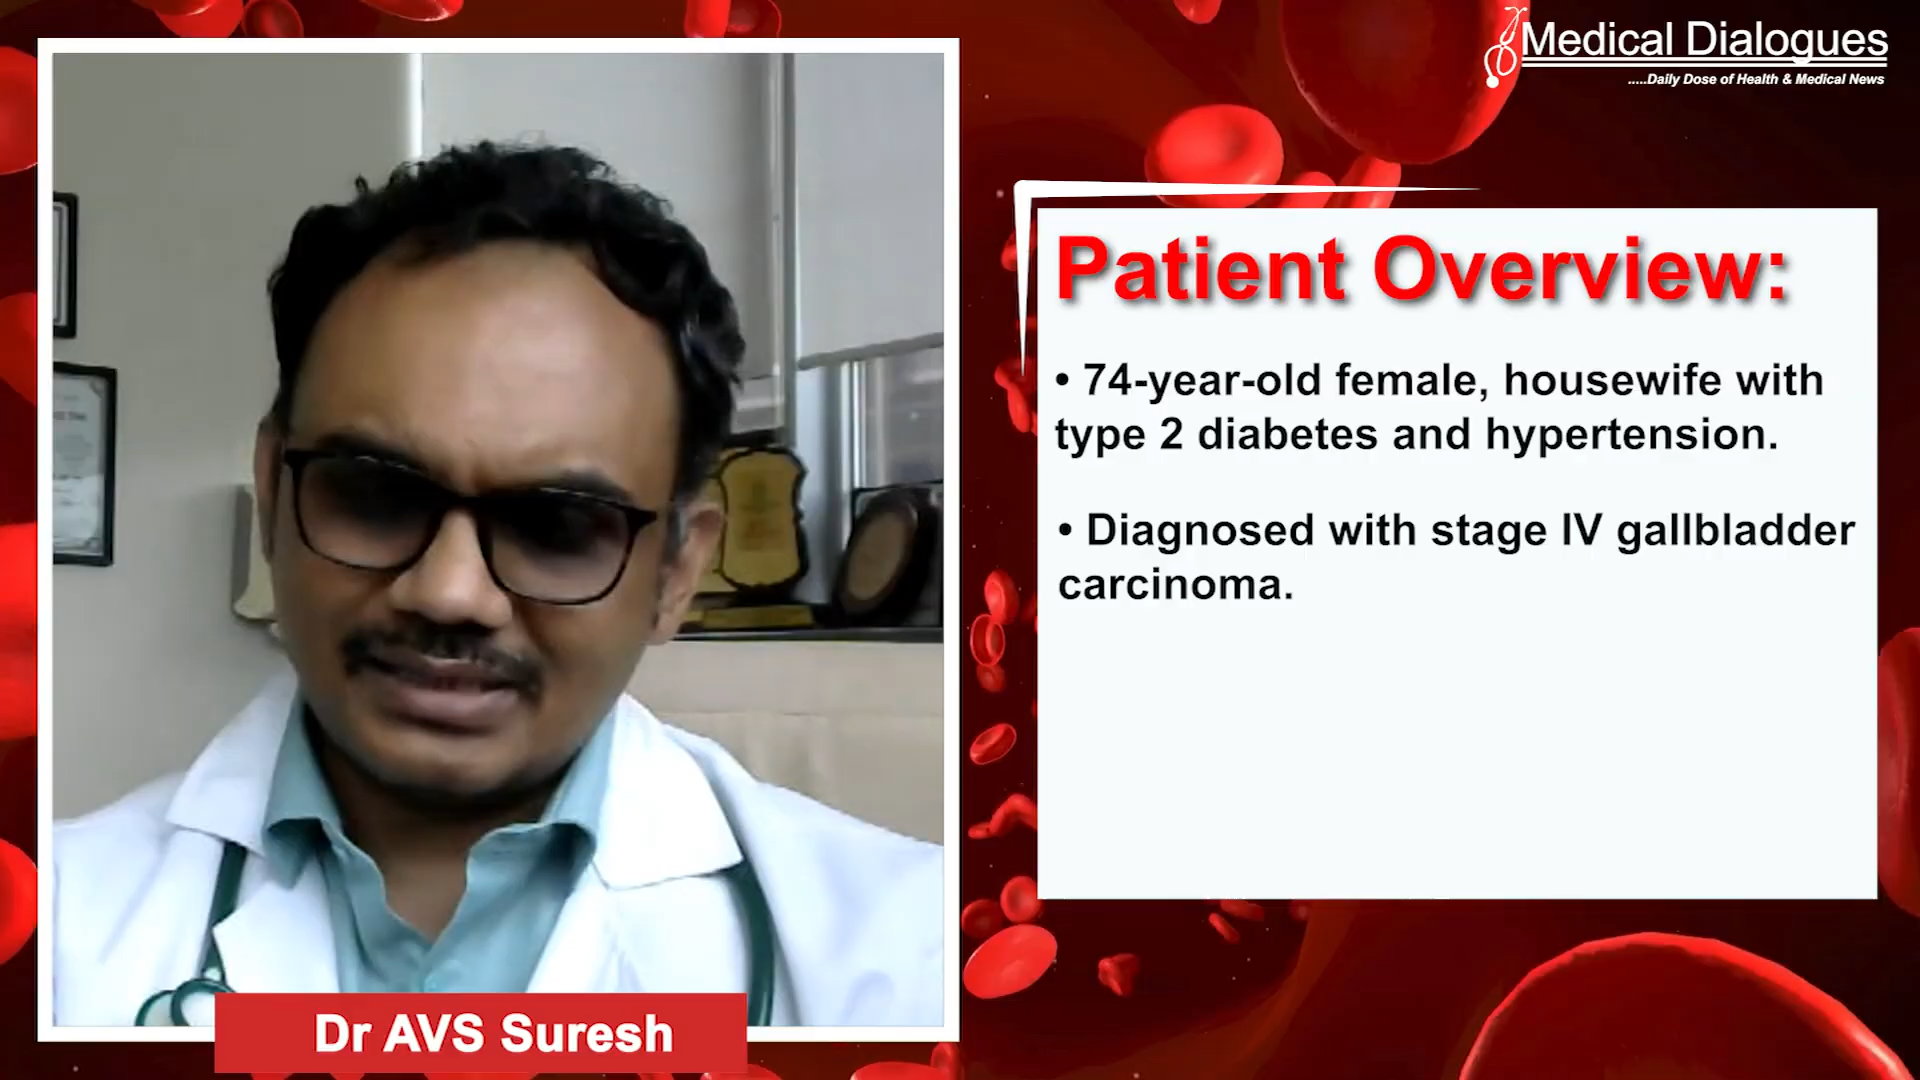 Medical Dialogues
.....Daily Dose of Health & Medical News
Patient Overview:
• 74-year-old female, housewife with
type 2 diabetes and hypertension.
• Diagnosed with stage IV gallbladder
carcinoma.
Dr AVS Suresh